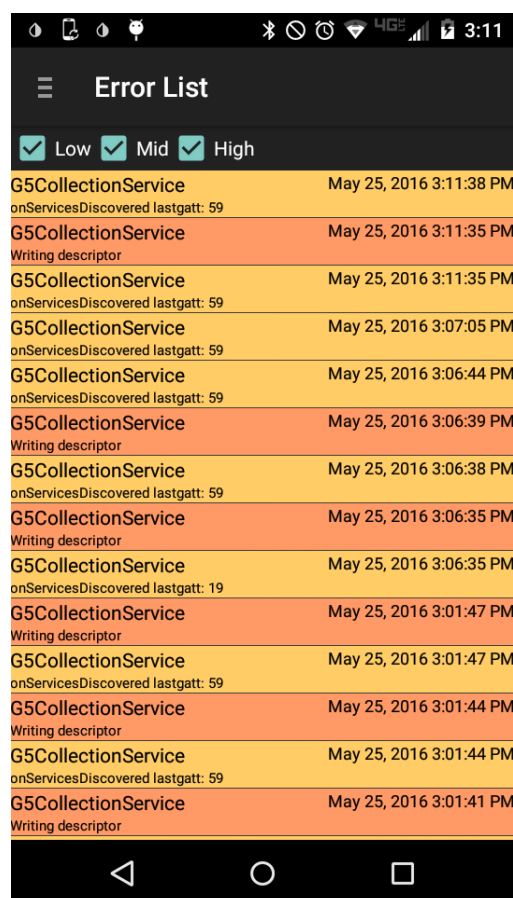 4G 3:11
Error List
Low Mid High
G5CollectionService May 25, 2016 3:11:38 PM
onServicesDiscovered lastgatt: 59
G5CollectionService May 25, 2016 3:11:35 PM
Writing descriptor
G5CollectionService May 25, 2016 3:11:35 PM
onServicesDiscovered lastgatt: 59
G5CollectionService May 25, 2016 3:07:05 PM
onServicesDiscovered lastgatt: 59
G5CollectionService May 25, 2016 3:06:44 PM
onServicesDiscovered lastgatt: 59
G5CollectionService May 25, 2016 3:06:39 PM
Writing descriptor
G5CollectionService May 25, 2016 3:06:38 PM
onServicesDiscovered lastgatt: 59
G5CollectionService May 25, 2016 3:06:35 PM
Writing descriptor
G5CollectionService May 25, 2016 3:06:35 PM
onServicesDiscovered lastgatt: 19
G5CollectionService May 25, 2016 3:01:47 PM
Writing descriptor
G5CollectionService May 25, 2016 3:01:47 PM
onServicesDiscovered lastgatt: 59
G5CollectionService May 25, 2016 3:01:44 PM
Writing descriptor
G5CollectionService May 25, 2016 3:01:44 PM
onServicesDiscovered lastgatt: 59
G5CollectionService May 25, 2016 3:01:41 PM
Writing descriptor